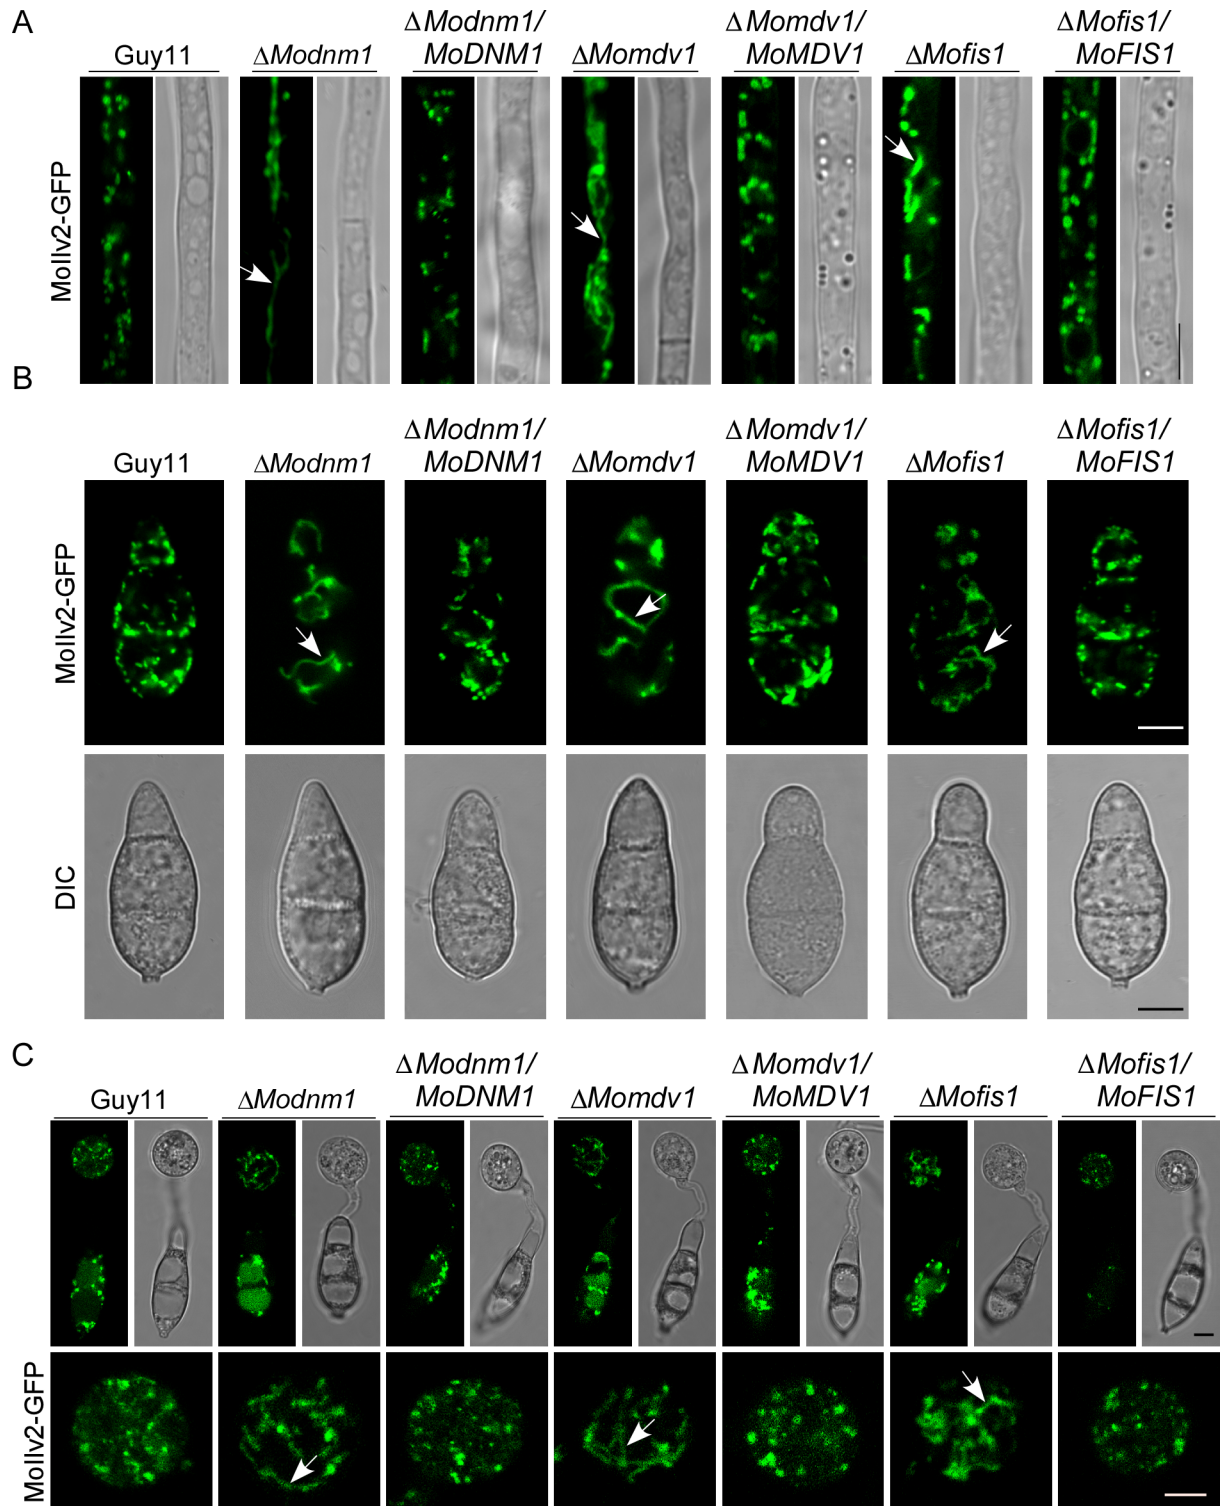 A
Guy11
ΔModnm1
ΔModnm1/
MoDNM1
ΔMomdv1
ΔMomdv1/
MoMDV1
ΔMofis1
ΔMofis1/
MoFIS1
MoIlv2-GFP
B
Guy11
ΔModnm1
ΔModnm1/
MoDNM1
ΔMomdv1
ΔMomdv1/
MoMDV1
ΔMofis1
ΔMofis1/
MoFIS1
MoIlv2-GFP
DIC
C
Guy11
ΔModnm1
ΔModnm1/
MoDNM1
ΔMomdv1
ΔMomdv1/
MoMDV1
ΔMofis1
ΔMofis1/
MoFIS1
MoIlv2-GFP